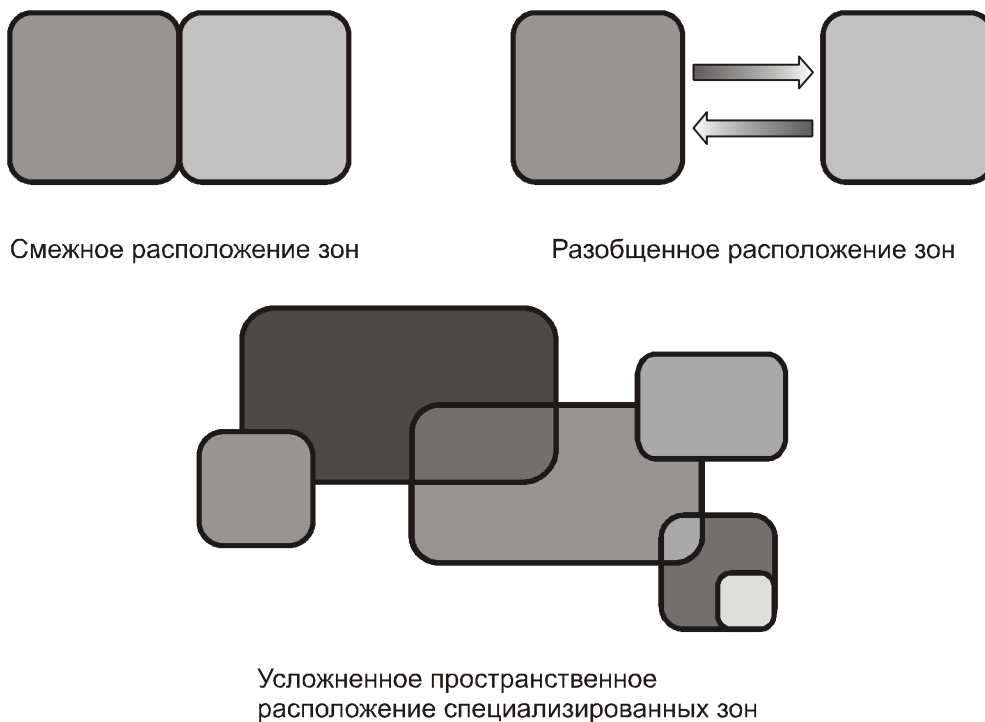 Смежное расположение зон
Разобщенное расположение зон
Усложненное пространственное
расположение специализированных зон